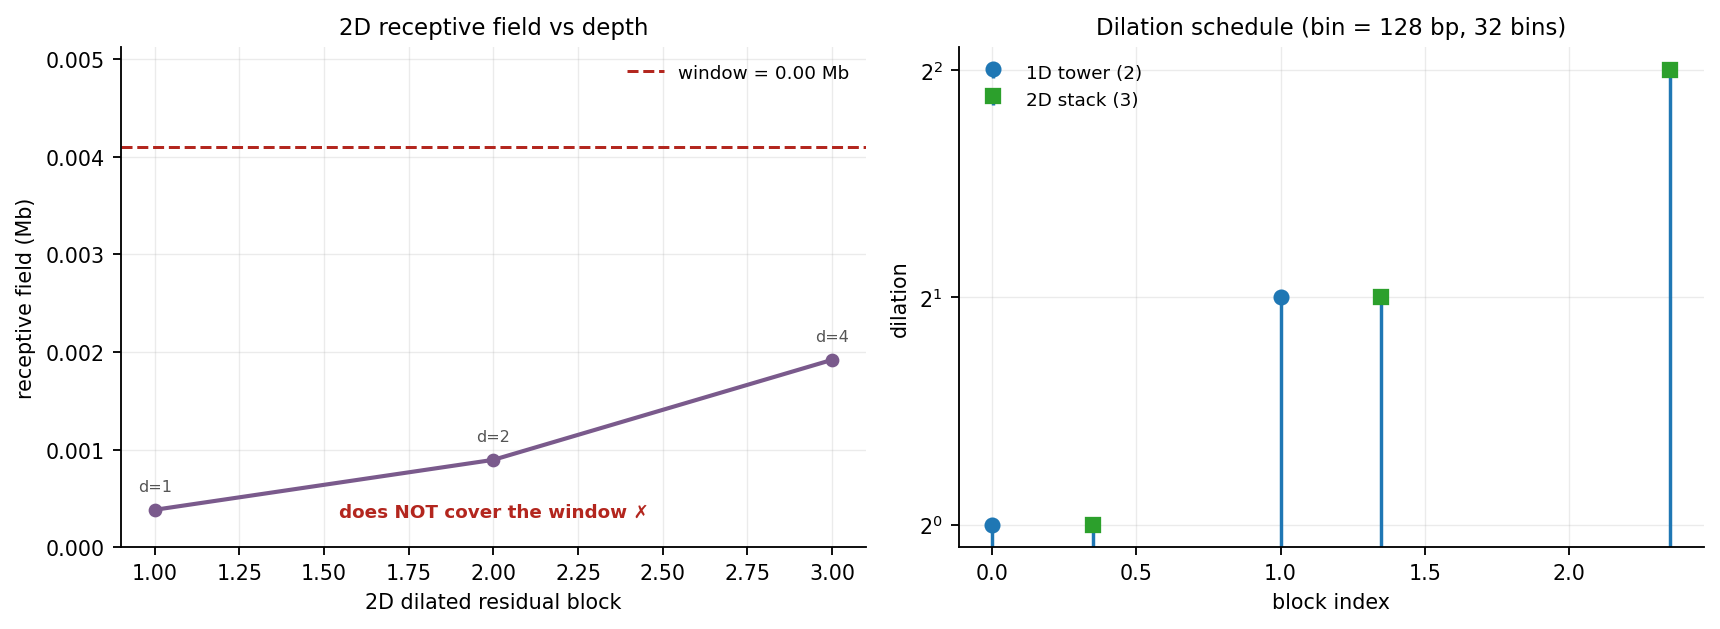 2D receptive field vs depth
receptive field (Mb)
0.005
0.004
0.003
0.002
0.001
0.000
window = 0.00 Mb
d=1
d=2
d=4
does NOT cover the window ✗
1.00 1.25 1.50 1.75 2.00 2.25 2.50 2.75 3.00
2D dilated residual block
Dilation schedule (bin = 128 bp, 32 bins)
dilation
2²
2¹
2⁰
1D tower (2)
2D stack (3)
0.0 0.5 1.0 1.5 2.0
block index